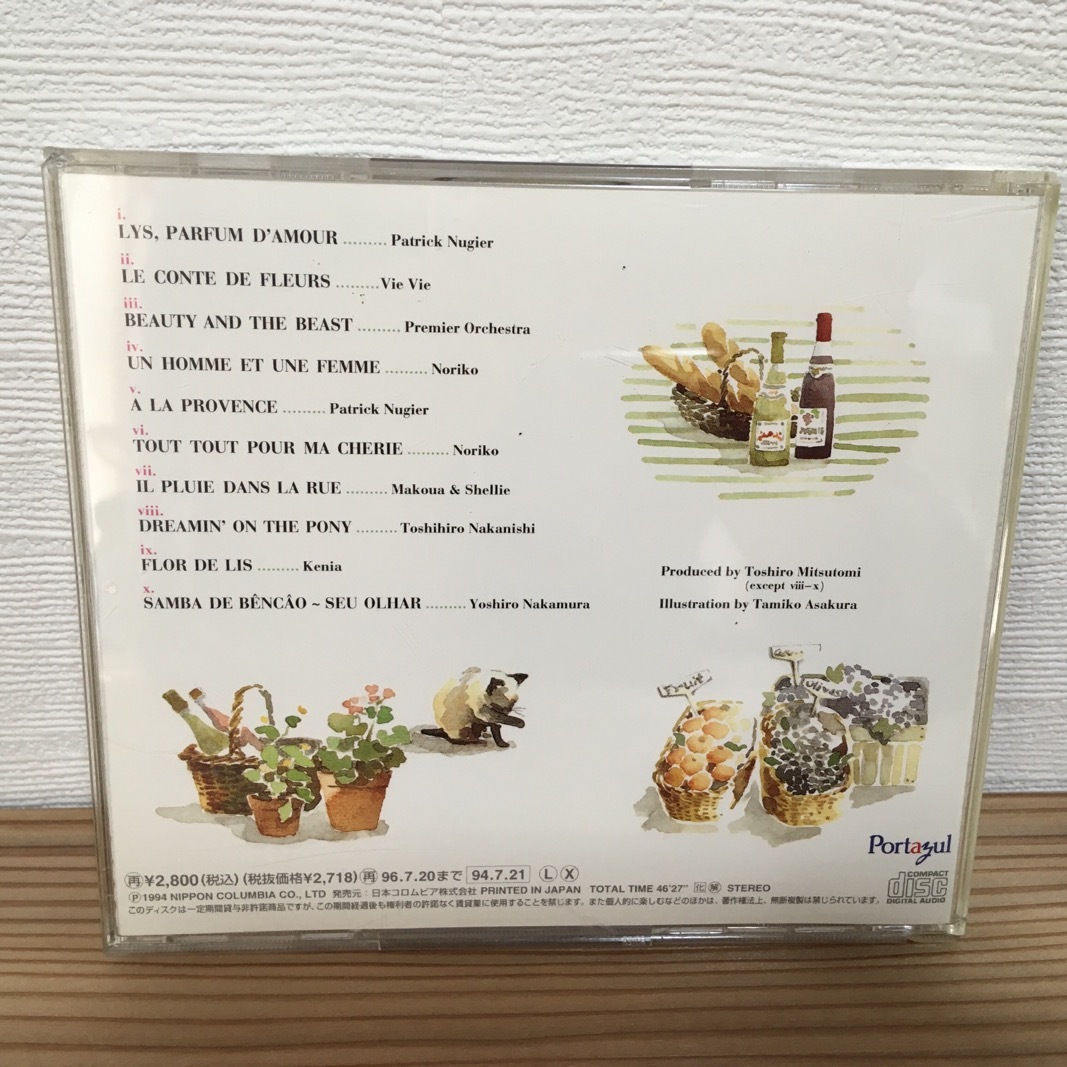 i.
LYS, PARFUM D'AMOUR ......... Patrick Nugier
ii.
LE CONTE DE FLEURS ......... Vie Vie
iii.
BEAUTY AND THE BEAST ......... Premier Orchestra
iv.
UN HOMME ET UNE FEMME ......... Noriko
v.
A LA PROVENCE ......... Patrick Nugier
vi.
TOUT TOUT POUR MA CHERIE ......... Noriko
vii.
IL PLUIE DANS LA RUE ......... Makoua & Shellie
viii.
DREAMIN' ON THE PONY ......... Toshihiro Nakanishi
ix.
FLOR DE LIS ......... Kenia
x.
SAMBA DE BÊNCÂO ~ SEU OLHAR ......... Yoshiro Nakamura
Produced by Toshiro Mitsutomi
(except viii-x)
Illustration by Tamiko Asakura
Fruit
Olivas
Portazul
再¥2,800(税込)(税抜価格¥2,718)再96.7.20まで 94.7.21 L X
Ⓟ1994 NIPPON COLUMBIA CO., LTD 発売元：日本コロムビア株式会社 PRINTED IN JAPAN TOTAL TIME 46'27" STEREO
このディスクは一定期間貸与非許諾商品ですが、この期間経過後も権利者の許諾なく賃貸業に使用することを禁じます。また個人的に楽しむなどのほかは、著作権法上、無断複製は禁じられています。
COMPACT
disc
DIGITAL AUDIO